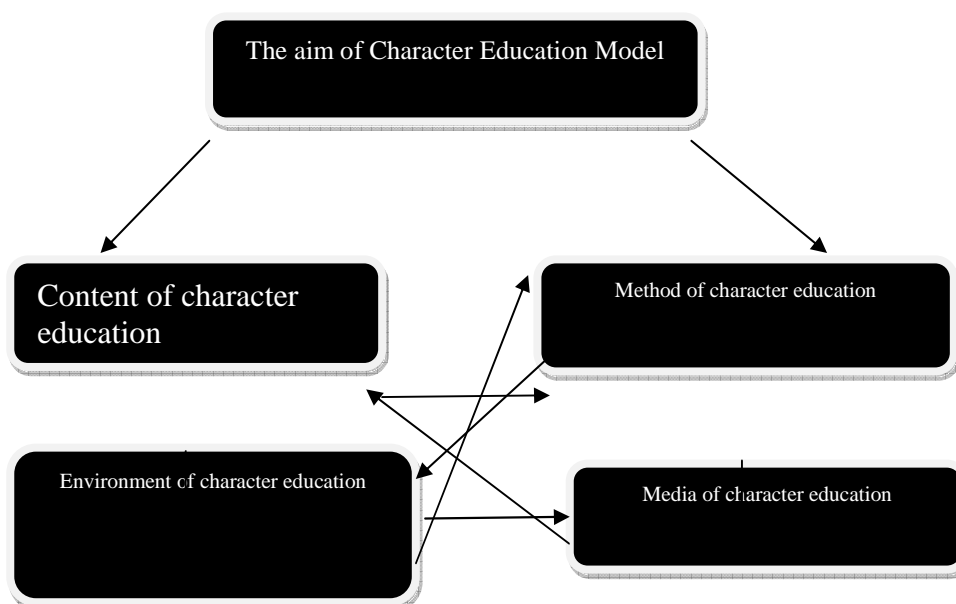 The aim of Character Education Model
Content of character
education
Method of character education
Environment of character education
Media of character education